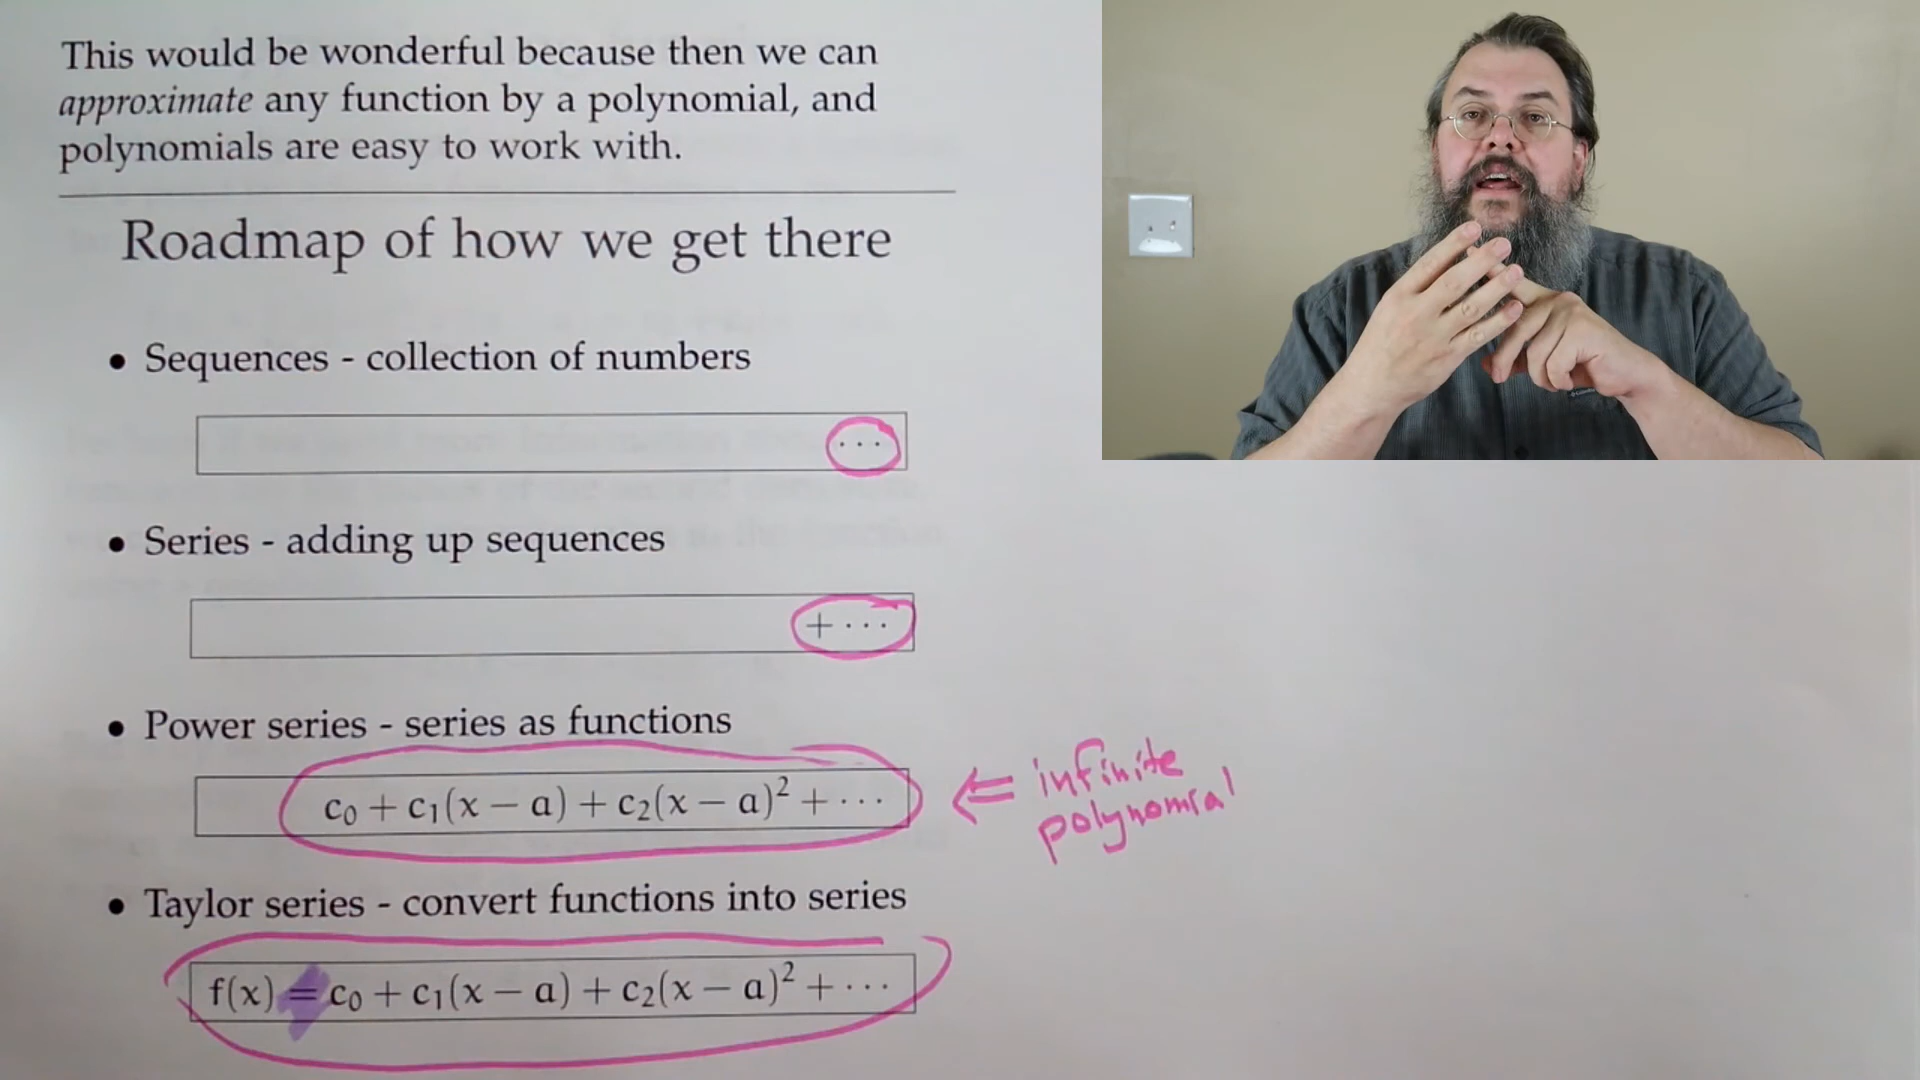 This would be wonderful because then we can
approximate any function by a polynomial, and
polynomials are easy to work with.
Roadmap of how we get there
• Sequences - collection of numbers
···
• Series - adding up sequences
+ ···
• Power series - series as functions
c₀ + c₁(x − a) + c₂(x − a)² + ···
⇐ infinite
polynomial
• Taylor series - convert functions into series
f(x) = c₀ + c₁(x − a) + c₂(x − a)² + ···